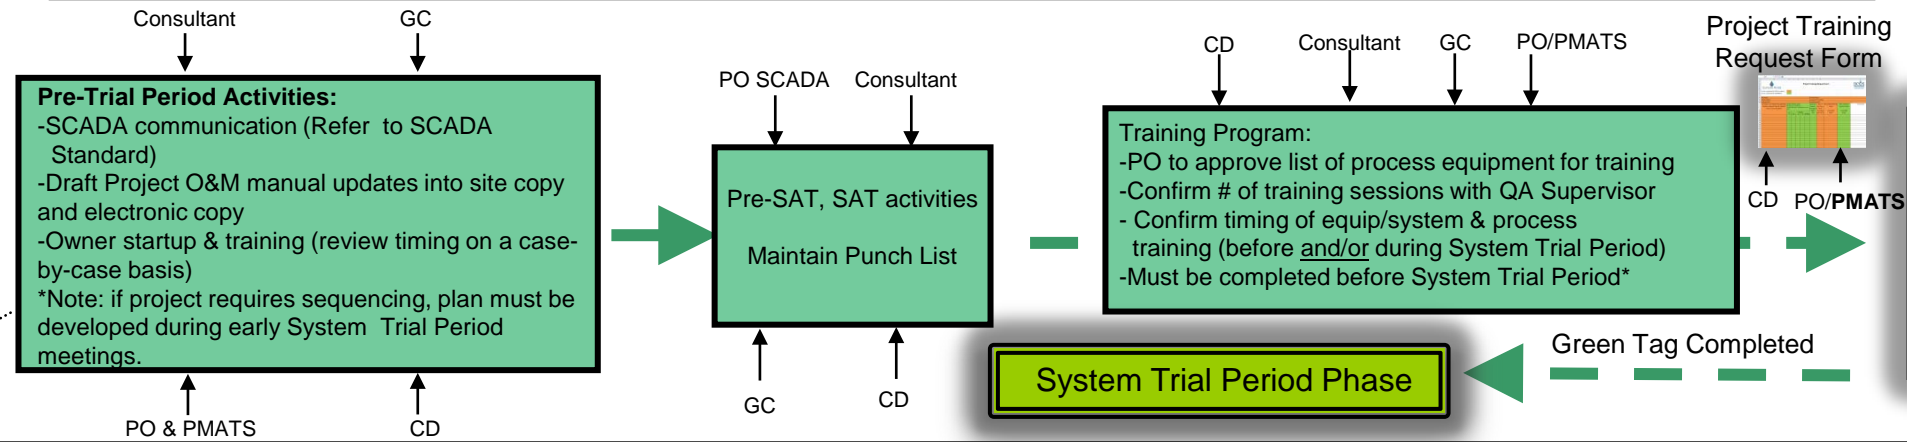 Consultant
GC
Pre-Trial Period Activities:
-SCADA communication (Refer to SCADA
Standard)
-Draft Project O&M manual updates into site copy
and electronic copy
-Owner startup & training (review timing on a case-
by-case basis)
*Note: if project requires sequencing, plan must be
developed during early System Trial Period
meetings.
PO & PMATS
CD
PO SCADA
Consultant
Pre-SAT, SAT activities
Maintain Punch List
GC
CD
CD
Consultant
GC
PO/PMATS
Training Program:
-PO to approve list of process equipment for training
-Confirm # of training sessions with QA Supervisor
- Confirm timing of equip/system & process
training (before and/or during System Trial Period)
-Must be completed before System Trial Period*
Project Training
Request Form
CD
PO/PMATS
Green Tag Completed
System Trial Period Phase